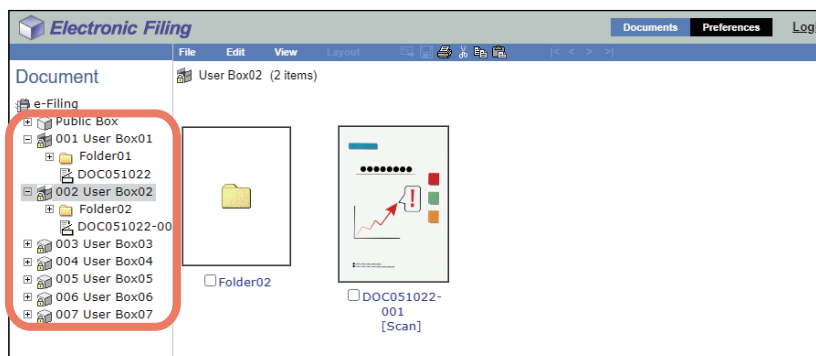 Electronic Filing
Documents
Preferences
Logi
File Edit View Layout |< < > >|
Document
User Box02 (2 items)
e-Filing
Public Box
001 User Box01
Folder01
DOC051022
002 User Box02
Folder02
DOC051022-00
003 User Box03
004 User Box04
005 User Box05
006 User Box06
007 User Box07
!
Folder02
DOC051022-
001
[Scan]